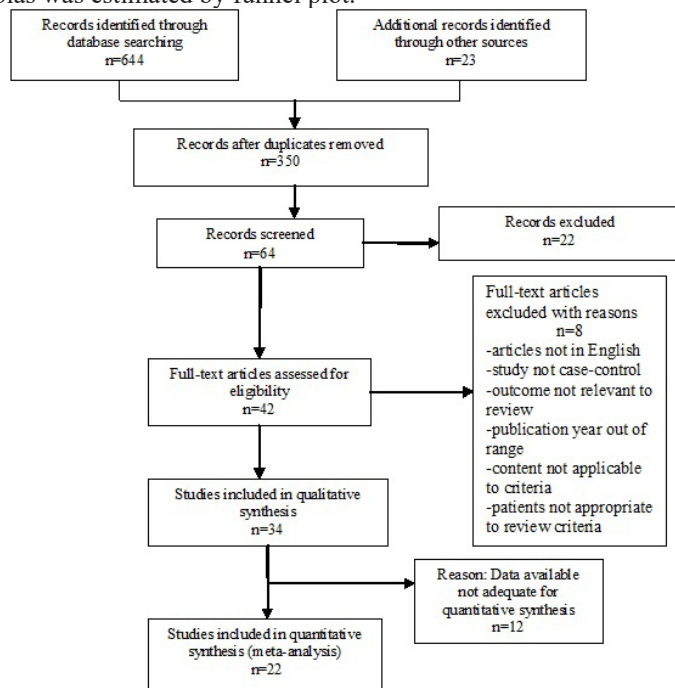 bias was estimated by funnel plot.
Records identified through
database searching
n=644
Additional records identified
through other sources
n=23
Records after duplicates removed
n=350
Records screened
n=64
Records excluded
n=22
Full-text articles
excluded with reasons
n=8
-articles not in English
-study not case-control
-outcome not relevant to
review
-publication year out of
range
-content not applicable
to criteria
-patients not appropriate
to review criteria
Full-text articles assessed for
eligibility
n=42
Studies included in qualitative
synthesis
n=34
Reason: Data available
not adequate for
quantitative synthesis
n=12
Studies included in quantitative
synthesis (meta-analysis)
n=22